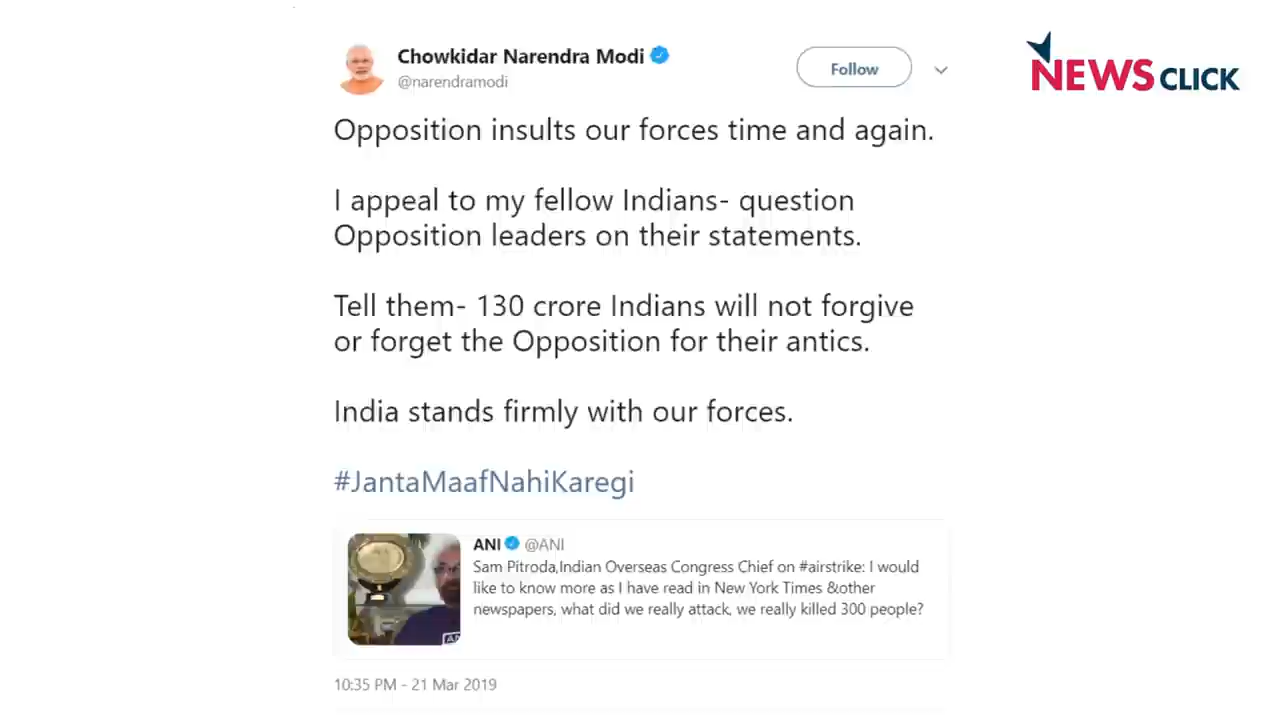 Chowkidar Narendra Modi
@narendramodi
Follow
NEWSCLICK
Opposition insults our forces time and again.
I appeal to my fellow Indians- question
Opposition leaders on their statements.
Tell them- 130 crore Indians will not forgive
or forget the Opposition for their antics.
India stands firmly with our forces.
#JantaMaafNahiKaregi
ANI @ANI
Sam Pitroda,Indian Overseas Congress Chief on #airstrike: I would
like to know more as I have read in New York Times &other
newspapers, what did we really attack, we really killed 300 people?
10:35 PM - 21 Mar 2019